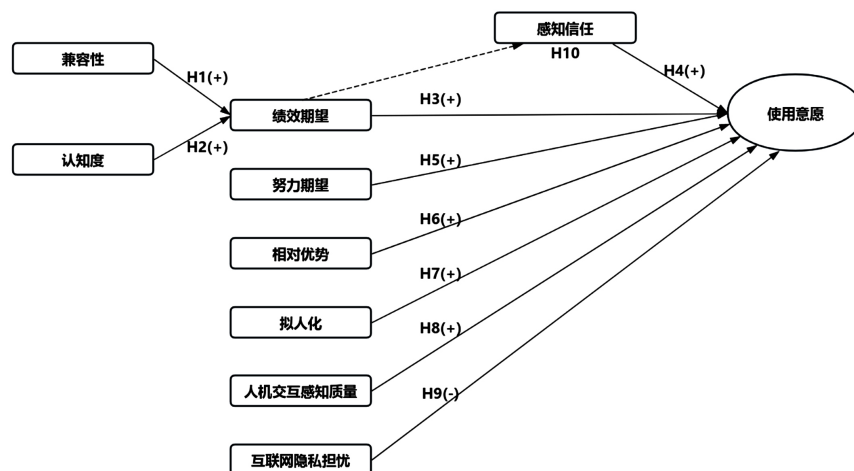 感知信任
H10
兼容性
H1(+)
H4(+)
H3(+)
绩效期望
使用意愿
认知度
H2(+)
H5(+)
努力期望
H6(+)
相对优势
H7(+)
拟人化
H8(+)
人机交互感知质量
H9(-)
互联网隐私担忧